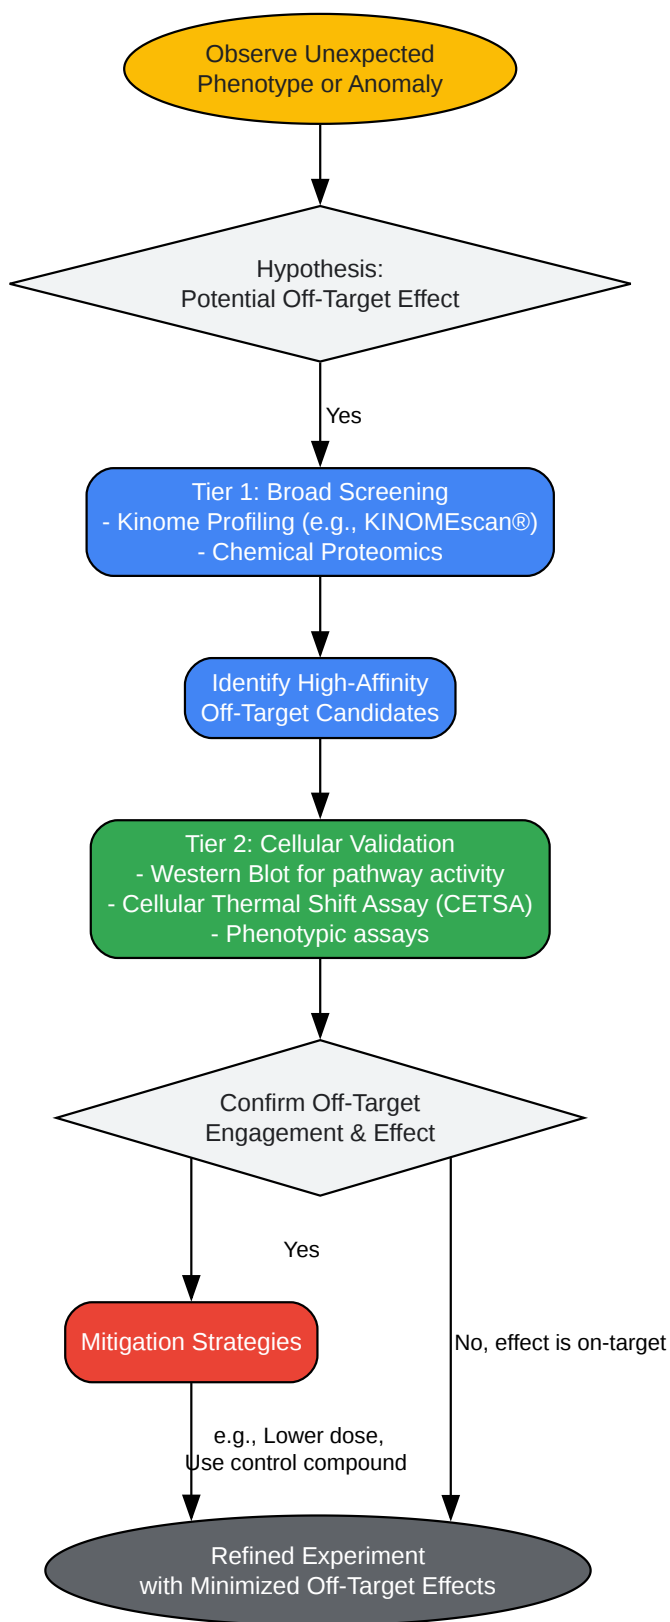 Observe Unexpected
Phenotype or Anomaly
Hypothesis:
Potential Off-Target Effect
Yes
Tier 1: Broad Screening
- Kinome Profiling (e.g., KINOMEscan®)
- Chemical Proteomics
Identify High-Affinity
Off-Target Candidates
Tier 2: Cellular Validation
- Western Blot for pathway activity
- Cellular Thermal Shift Assay (CETSA)
- Phenotypic assays
Confirm Off-Target
Engagement & Effect
Yes
Mitigation Strategies
No, effect is on-target
e.g., Lower dose,
Use control compound
Refined Experiment
with Minimized Off-Target Effects